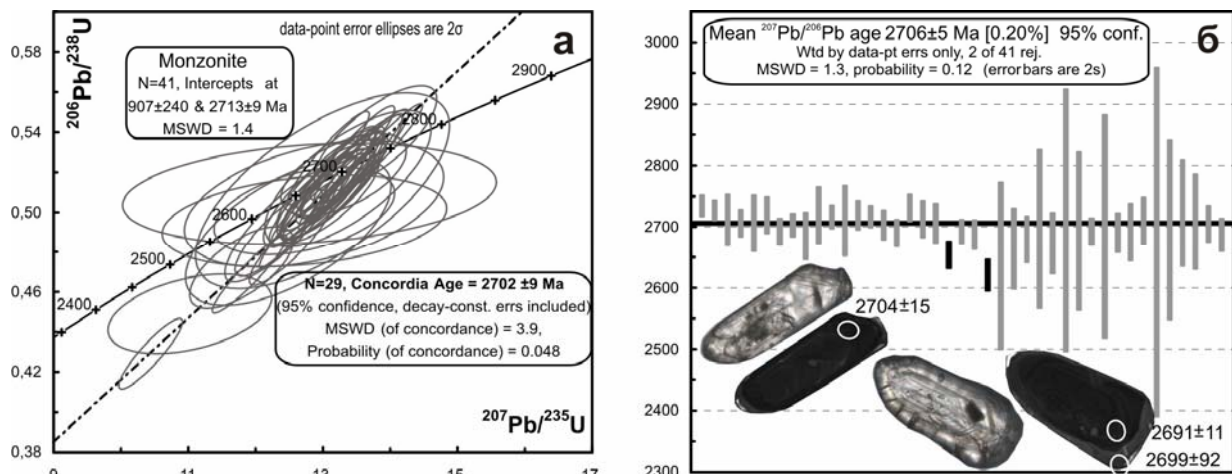 data-point error ellipses are 2σ
а
Monzonite
N=41, Intercepts at
907±240 & 2713±9 Ma
MSWD = 1.4
N=29, Concordia Age = 2702 ±9 Ma
(95% confidence, decay-const. errs included)
MSWD (of concordance) = 3.9,
Probability (of concordance) = 0.048
²⁰⁶Pb/²³⁸U
0,60
0,58
0,54
0,50
0,46
0,42
0,38
2400
2500
2600
2700
2800
2900
²⁰⁷Pb/²³⁵U
9
11
13
15
17
б
Mean ²⁰⁷Pb/²⁰⁶Pb age 2706±5 Ma [0.20%] 95% conf.
Wtd by data-pt errs only, 2 of 41 rej.
MSWD = 1.3, probability = 0.12 (error bars are 2s)
3000
2900
2800
2700
2600
2500
2400
2300
2704±15
2691±11
2699±92